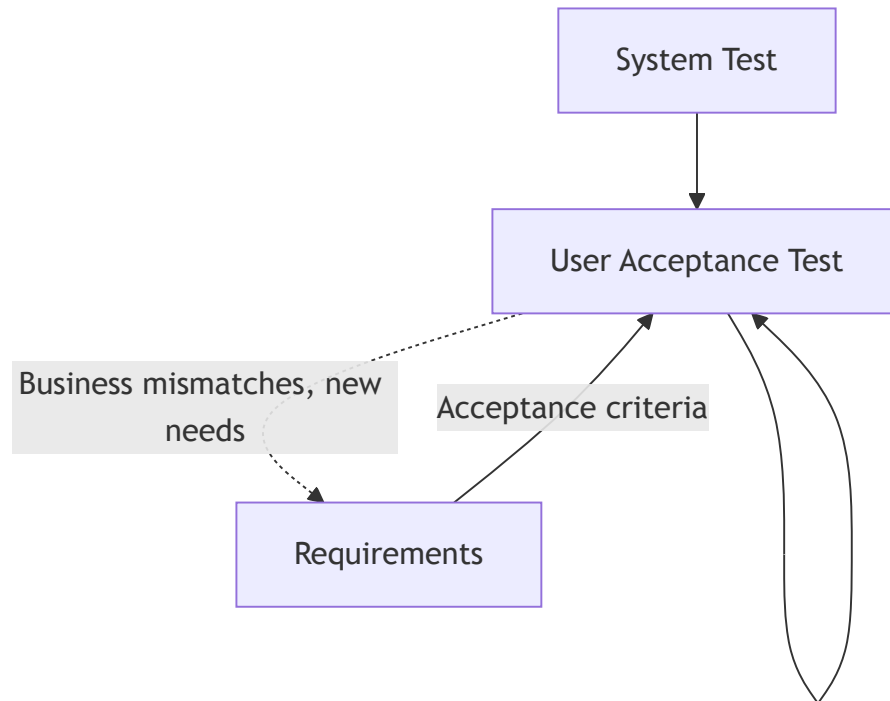 System Test
User Acceptance Test
Business mismatches, new
needs
Acceptance criteria
Requirements